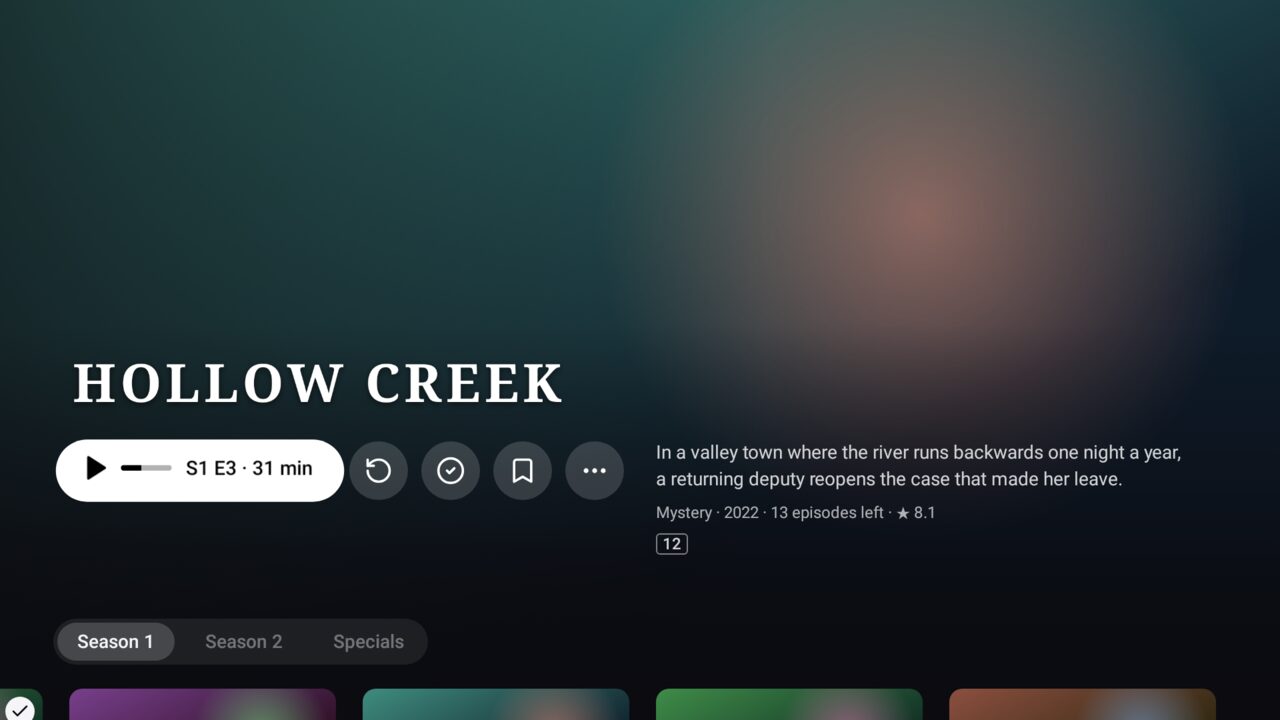 HOLLOW CREEK
S1 E3 · 31 min
In a valley town where the river runs backwards one night a year,
a returning deputy reopens the case that made her leave.
Mystery · 2022 · 13 episodes left · ★ 8.1
12
Season 1 Season 2 Specials